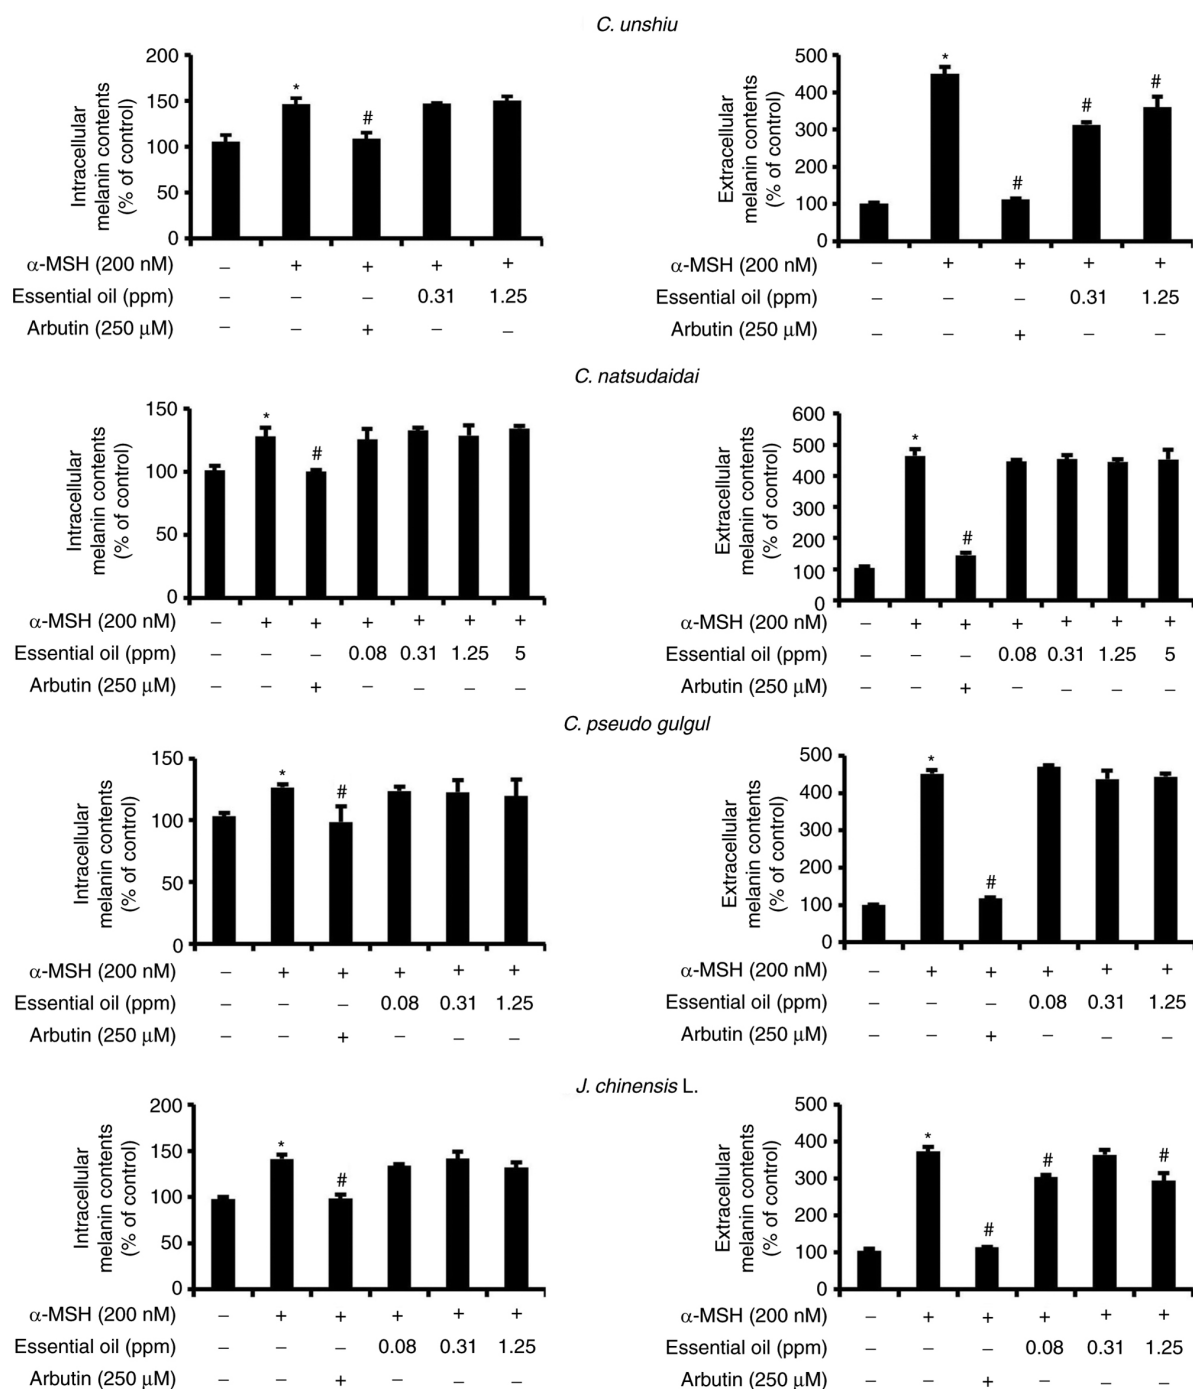 C. unshiu
Intracellular
melanin contents
(% of control)
200
150
100
50
0
*
#
α-MSH (200 nM) – + + + +
Essential oil (ppm) – – – 0.31 1.25
Arbutin (250 μM) – – + – –
Extracellular
melanin contents
(% of control)
500
400
300
200
100
0
*
#
#
#
α-MSH (200 nM) – + + + +
Essential oil (ppm) – – – 0.31 1.25
Arbutin (250 μM) – – + – –
C. natsudaidai
Intracellular
melanin contents
(% of control)
150
100
50
0
*
#
α-MSH (200 nM) – + + + + + +
Essential oil (ppm) – – – 0.08 0.31 1.25 5
Arbutin (250 μM) – – + – – – –
Extracellular
melanin contents
(% of control)
600
500
400
300
200
100
0
*
#
α-MSH (200 nM) – + + + + + +
Essential oil (ppm) – – – 0.08 0.31 1.25 5
Arbutin (250 μM) – – + – – – –
C. pseudo gulgul
Intracellular
melanin contents
(% of control)
150
100
50
0
*
#
α-MSH (200 nM) – + + + + +
Essential oil (ppm) – – – 0.08 0.31 1.25
Arbutin (250 μM) – – + – – –
Extracellular
melanin contents
(% of control)
500
400
300
200
100
0
*
#
α-MSH (200 nM) – + + + + +
Essential oil (ppm) – – – 0.08 0.31 1.25
Arbutin (250 μM) – – + – – –
J. chinensis L.
Intracellular
melanin contents
(% of control)
200
150
100
50
0
*
#
α-MSH (200 nM) – + + + + +
Essential oil (ppm) – – – 0.08 0.31 1.25
Arbutin (250 μM) – – + – – –
Extracellular
melanin contents
(% of control)
500
400
300
200
100
0
*
#
#
#
α-MSH (200 nM) – + + + + +
Essential oil (ppm) – – – 0.08 0.31 1.25
Arbutin (250 μM) – – + – – –